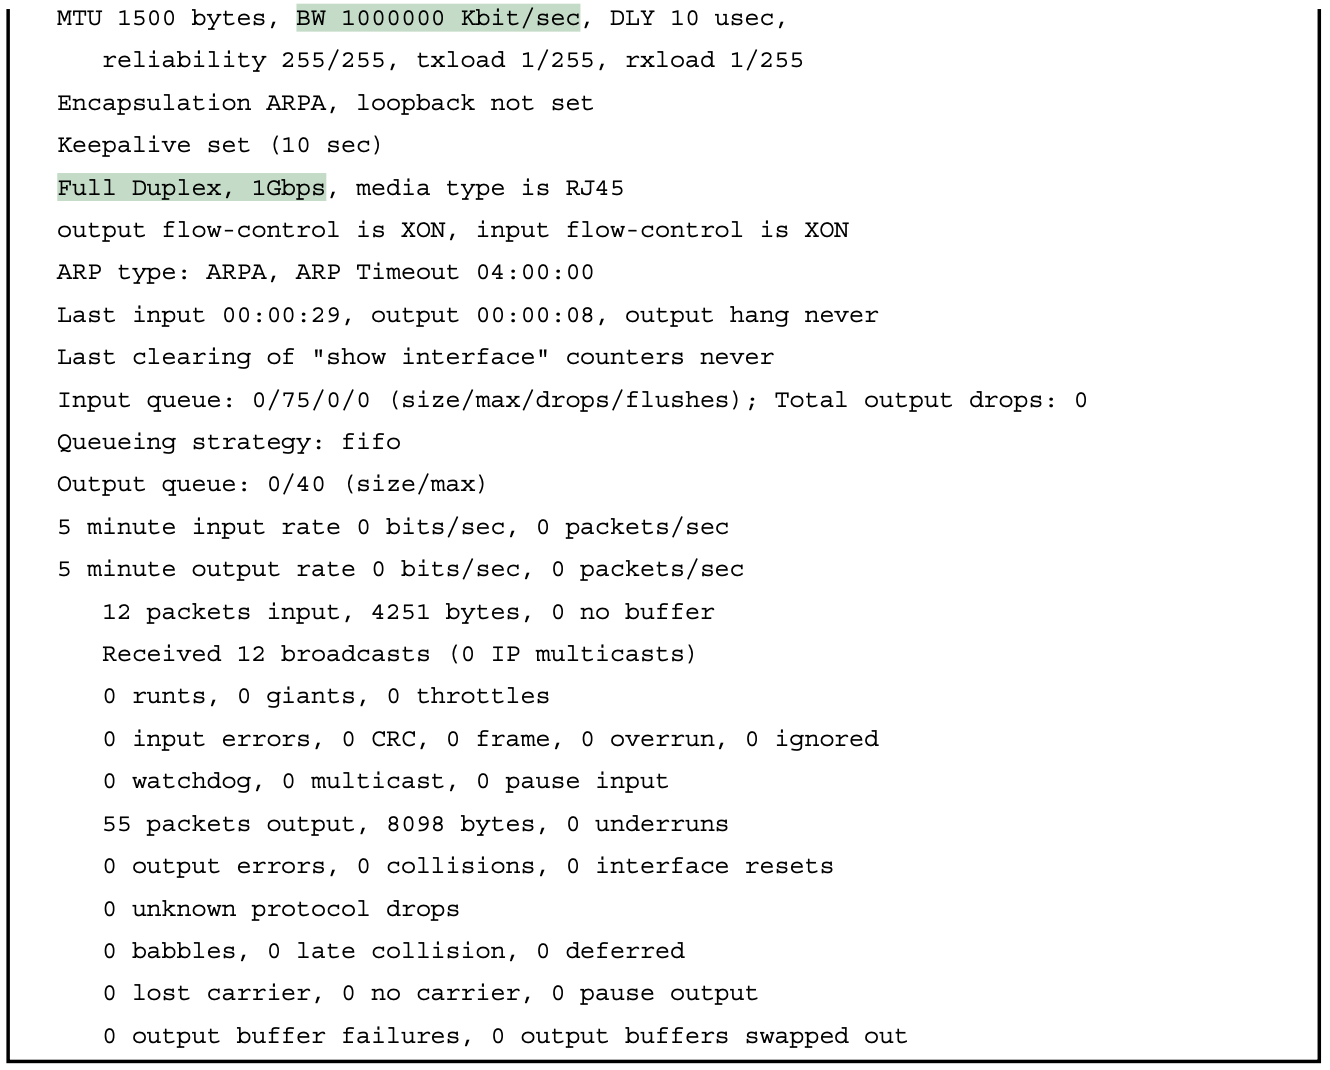 MTU 1500 bytes, BW 1000000 Kbit/sec, DLY 10 usec,
reliability 255/255, txload 1/255, rxload 1/255
Encapsulation ARPA, loopback not set
Keepalive set (10 sec)
Full Duplex, 1Gbps, media type is RJ45
output flow-control is XON, input flow-control is XON
ARP type: ARPA, ARP Timeout 04:00:00
Last input 00:00:29, output 00:00:08, output hang never
Last clearing of "show interface" counters never
Input queue: 0/75/0/0 (size/max/drops/flushes); Total output drops: 0
Queueing strategy: fifo
Output queue: 0/40 (size/max)
5 minute input rate 0 bits/sec, 0 packets/sec
5 minute output rate 0 bits/sec, 0 packets/sec
12 packets input, 4251 bytes, 0 no buffer
Received 12 broadcasts (0 IP multicasts)
0 runts, 0 giants, 0 throttles
0 input errors, 0 CRC, 0 frame, 0 overrun, 0 ignored
0 watchdog, 0 multicast, 0 pause input
55 packets output, 8098 bytes, 0 underruns
0 output errors, 0 collisions, 0 interface resets
0 unknown protocol drops
0 babbles, 0 late collision, 0 deferred
0 lost carrier, 0 no carrier, 0 pause output
0 output buffer failures, 0 output buffers swapped out